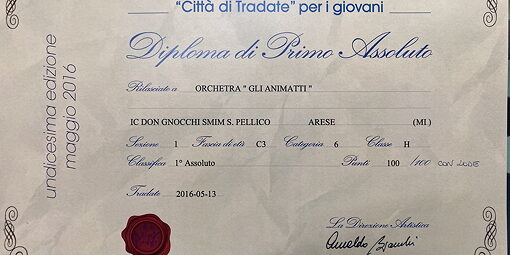 "Città di Tradate" per i giovani
undicesima edizione
maggio 2016
Diploma di Primo Assoluto
Rilasciato a ORCHETRA " GLI ANIMATTI "
IC DON GNOCCHI SMIM S. PELLICO ARESE (MI)
Sezione 1 Fascia di età C3 Categoria 6 Classe H
Classifica 1° Assoluto Punti 100 /100 CON LODE
Tradate 2016-05-13
La Direzione Artistica